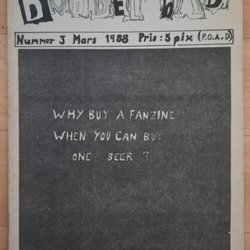 Nummer 3 Mars 1988 Pris: 5 pix (P.O.A.D)
WHY BUY A FANZINE
WHEN YOU CAN BUY
ONE BEER ?